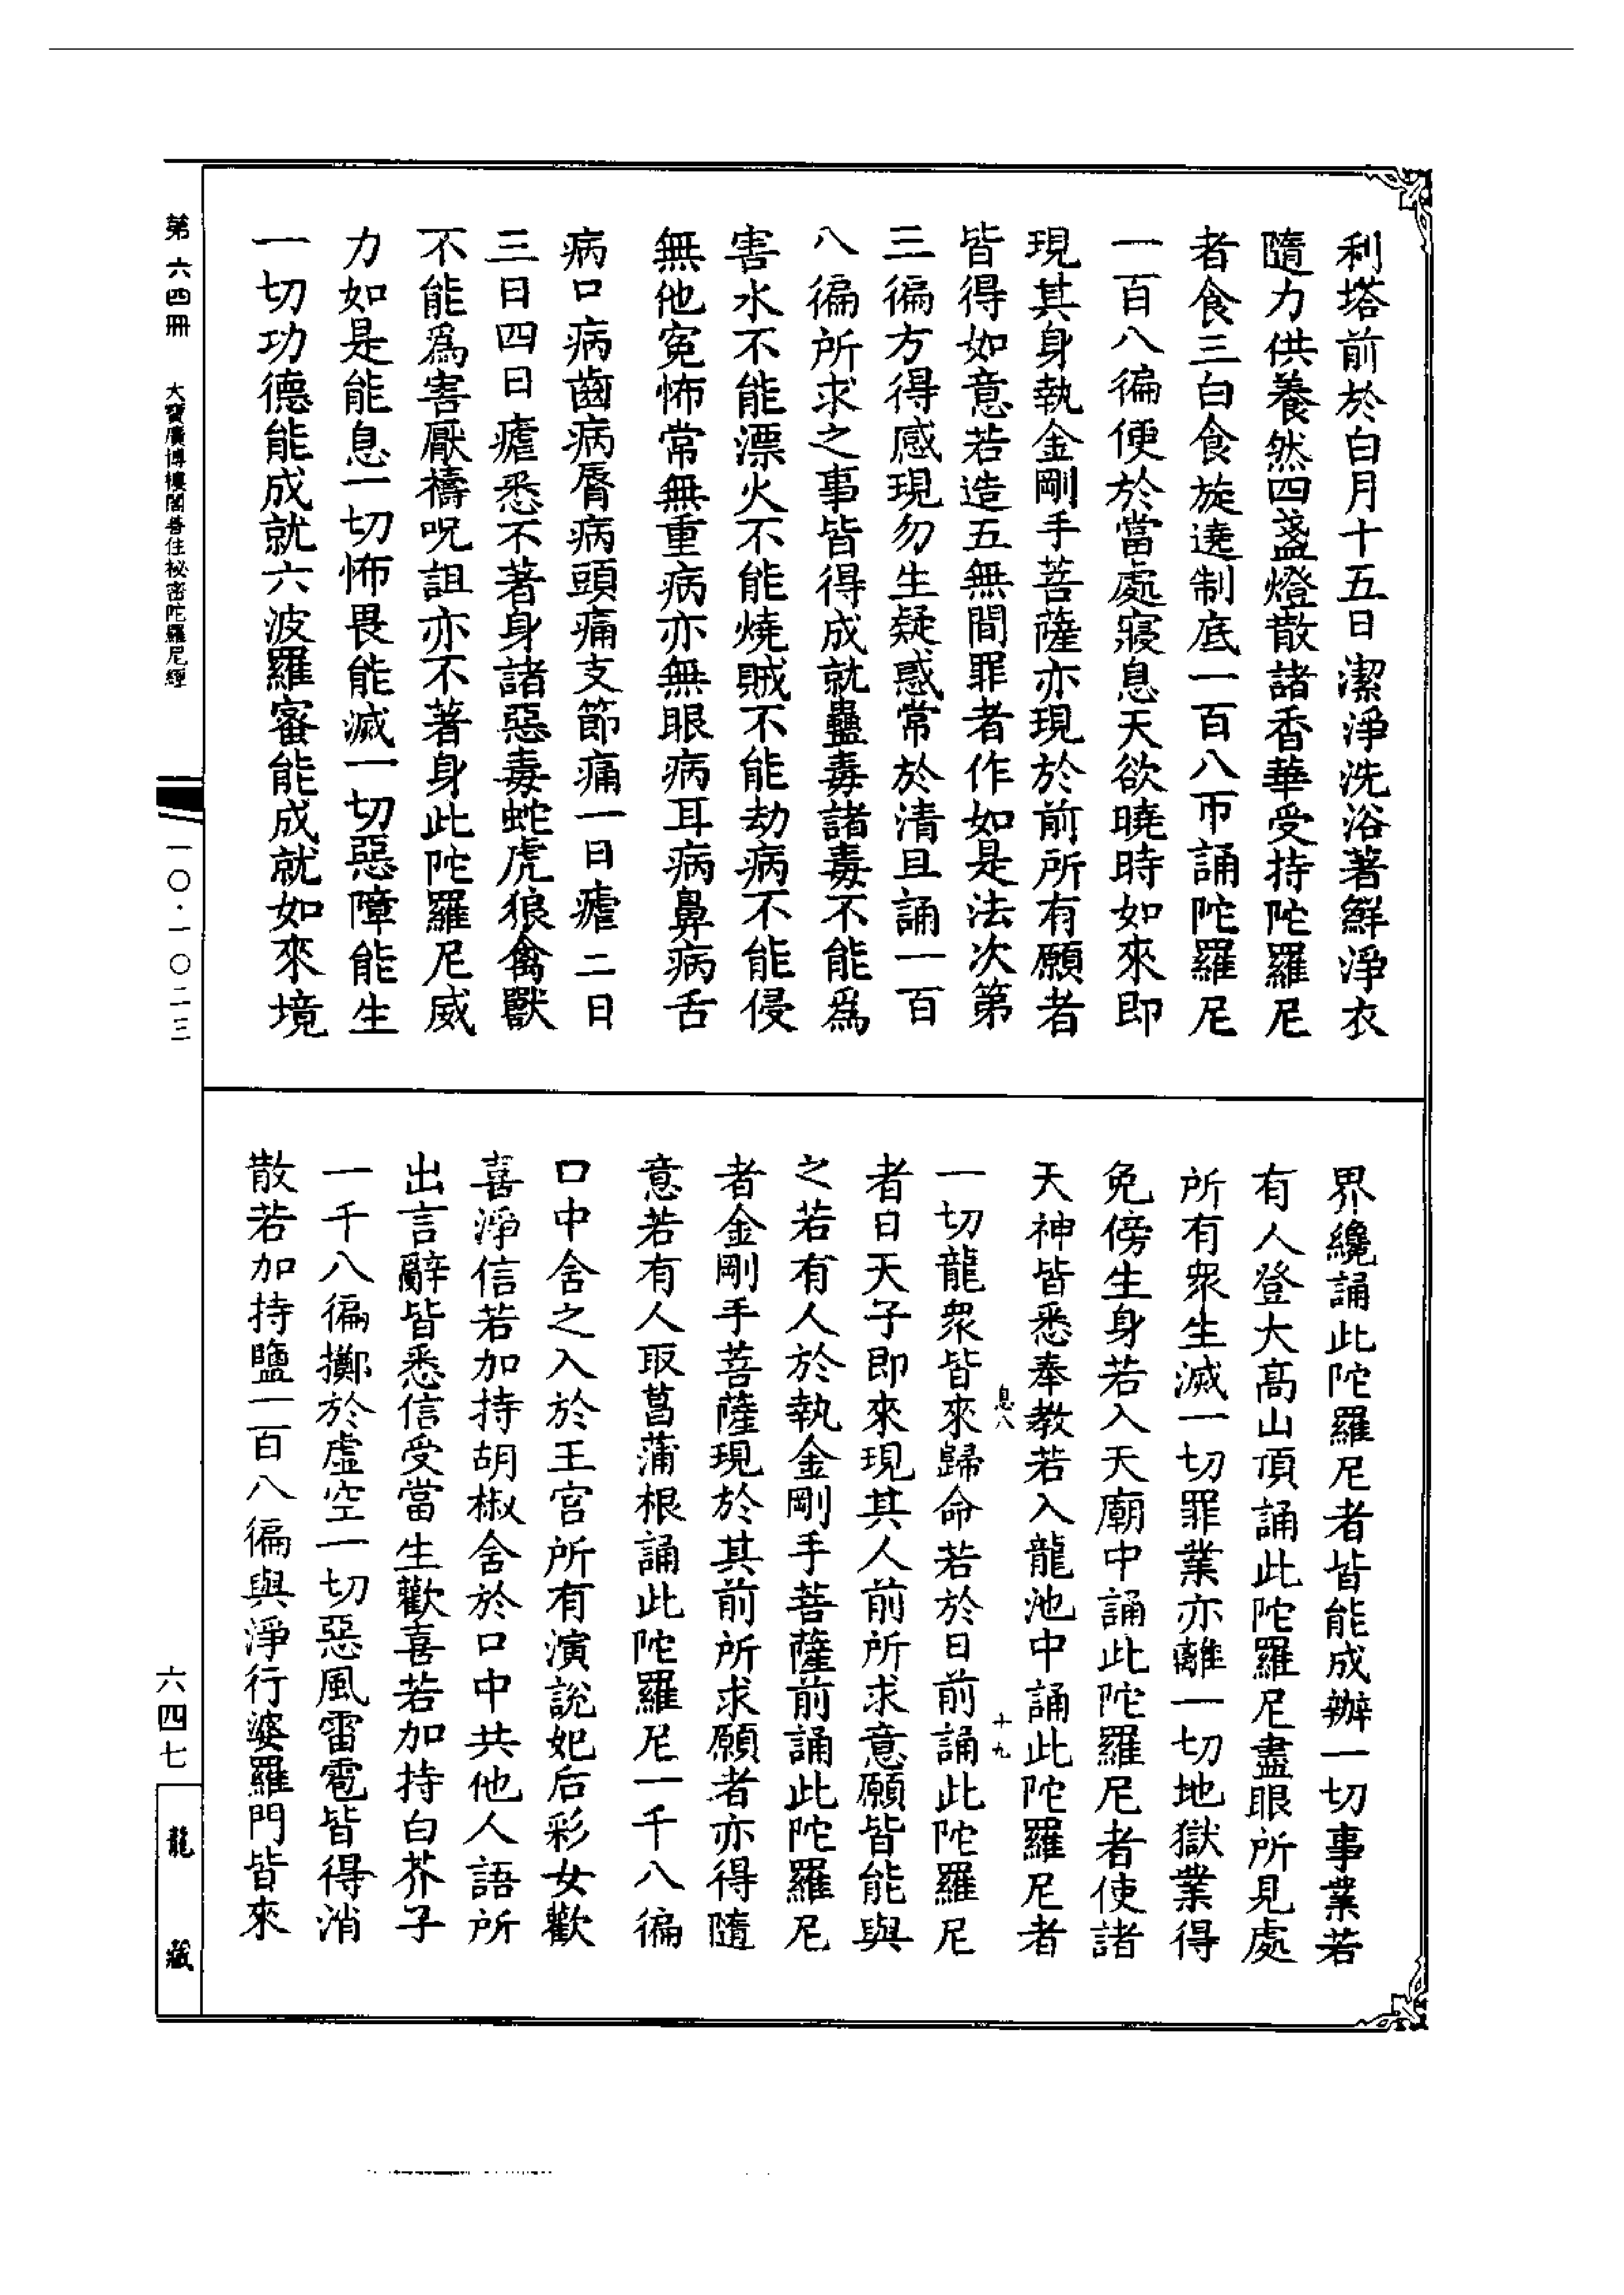 利塔前於白月十五日潔淨洗浴著鮮淨衣
隨力供養然四盞燈散諸香華受持陀羅尼
者食三白食旋遶制底一百八帀誦陀羅尼
一百八徧便於當處寢息天欲曉時如來即
現其身執金剛手菩薩亦現於前所有願者
皆得如意若造五無間罪者作如是法次第
三徧方得感現勿生疑惑常於清旦誦一百
八徧所求之事皆得成就蠱毒諸毒不能爲
害水不能漂火不能燒賊不能劫病不能侵
無他寃怖常無重病亦無眼病耳病鼻病舌
病口病齒病脣病頭痛支節痛一日瘧二日
三日四日瘧悉不著身諸惡毒蛇虎狼禽獸
不能爲害厭禱呪詛亦不著身此陀羅尼威
力如是能息一切怖畏能滅一切惡障能生
一切功德能成就六波羅蜜能成就如來境
界纔誦此陀羅尼者皆能成辦一切事業若
有人登大高山頂誦此陀羅尼盡眼所見處
所有衆生滅一切罪業亦離一切地獄業得
免傍生身若入天廟中誦此陀羅尼者使諸
天神皆悉奉教若入龍池中誦此陀羅尼者
息八 十九
一切龍衆皆來歸命若於日前誦此陀羅尼
者日天子即來現其人前所求意願皆能與
之若有人於執金剛手菩薩前誦此陀羅尼
者金剛手菩薩現於其前所求願者亦得隨
意若有人取菖蒲根誦此陀羅尼一千八徧
口中含之入於王宮所有演說妃后彩女歡
喜淨信若加持胡椒含於口中共他人語所
出言辭皆悉信受當生歡喜若加持白芥子
一千八徧擲於虛空一切惡風雷雹皆得消
散若加持鹽一百八徧與淨行婆羅門皆來
第六四冊 大寶廣博樓閣善住祕密陀羅尼經
一〇·一〇二三
六四七
龍藏